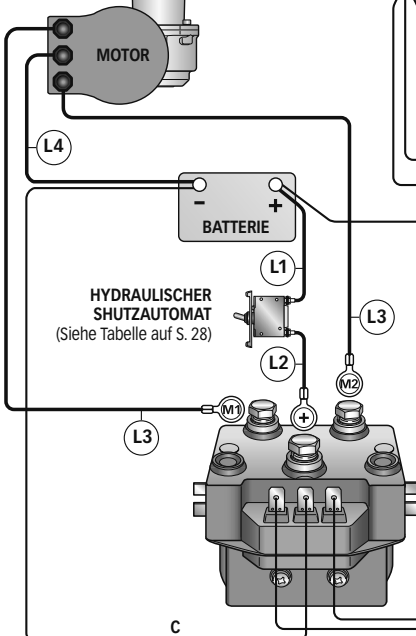 MOTOR
L4
- +
BATTERIE
L1
HYDRAULISCHER
SHUTZAUTOMAT
(Siehe Tabelle auf S. 28)
L3
L2
M2
M1
+
L3
C